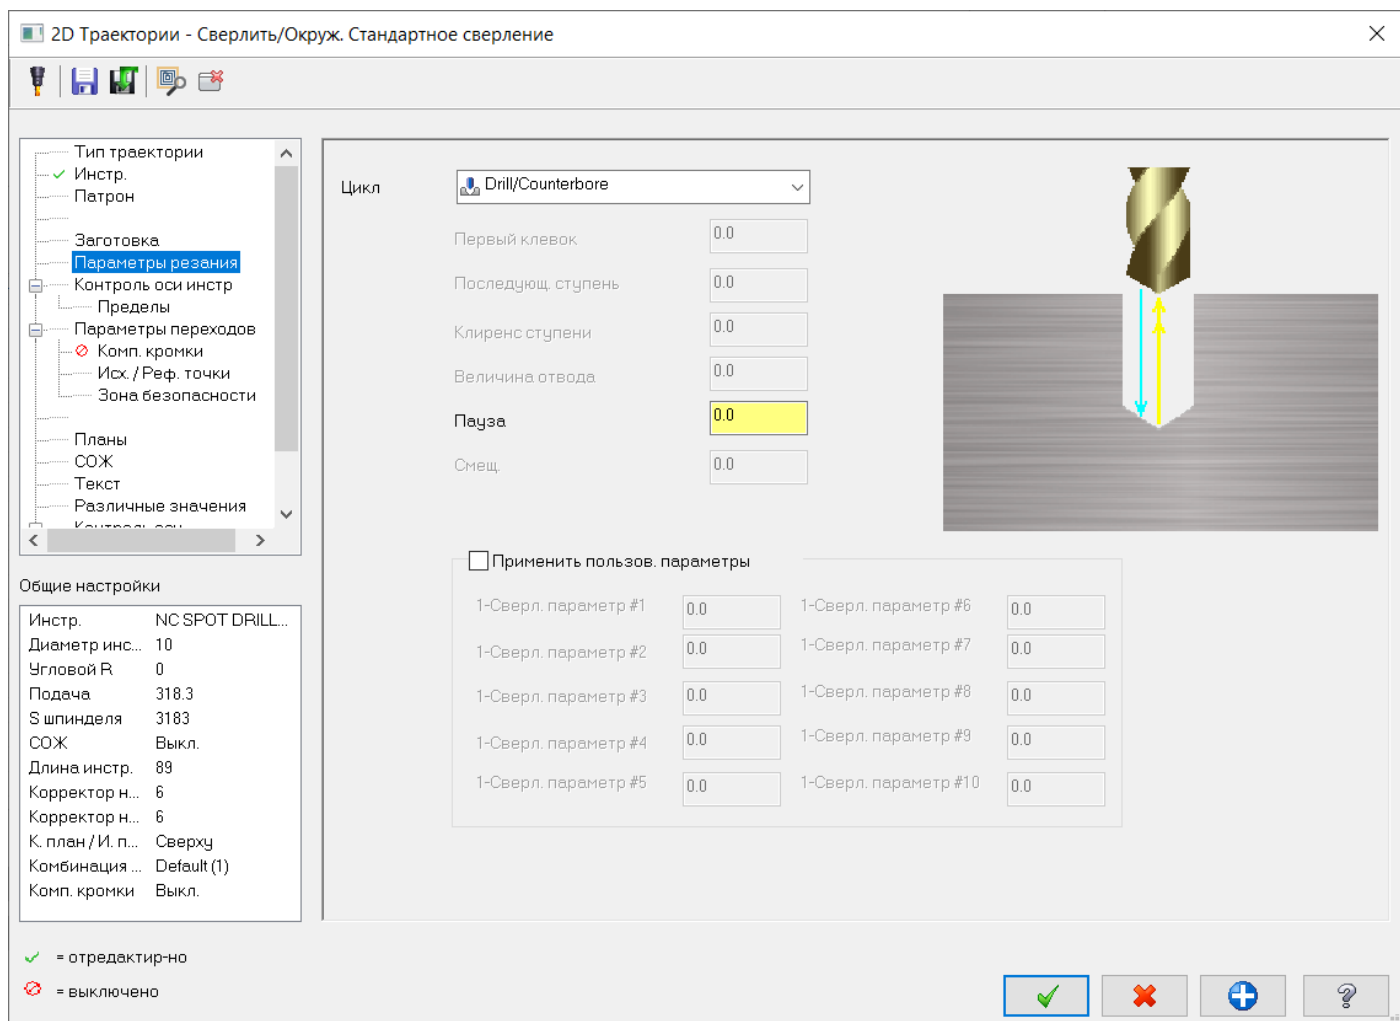 2D Траектории - Сверлить/Окруж. Стандартное сверление
Тип траектории
Инстр.
Патрон
Заготовка
Параметры резания
Контроль оси инстр
Пределы
Параметры переходов
Комп. кромки
Исх. / Реф. точки
Зона безопасности
Планы
СОЖ
Текст
Различные значения
Общие настройки
Инстр. NC SPOT DRILL...
Диаметр инс... 10
Угловой R 0
Подача 318.3
S шпинделя 3183
СОЖ Выкл.
Длина инстр. 89
Корректор н... 6
Корректор н... 6
К. план / И. п... Сверху
Комбинация ... Default (1)
Комп. кромки Выкл.
= отредактир-но
= выключено
Цикл Drill/Counterbore
Первый клевок 0.0
Последующ. ступень 0.0
Клиренс ступени 0.0
Величина отвода 0.0
Пауза 0.0
Смещ. 0.0
Применить пользов. параметры
1-Сверл. параметр #1 0.0 1-Сверл. параметр #6 0.0
1-Сверл. параметр #2 0.0 1-Сверл. параметр #7 0.0
1-Сверл. параметр #3 0.0 1-Сверл. параметр #8 0.0
1-Сверл. параметр #4 0.0 1-Сверл. параметр #9 0.0
1-Сверл. параметр #5 0.0 1-Сверл. параметр #10 0.0